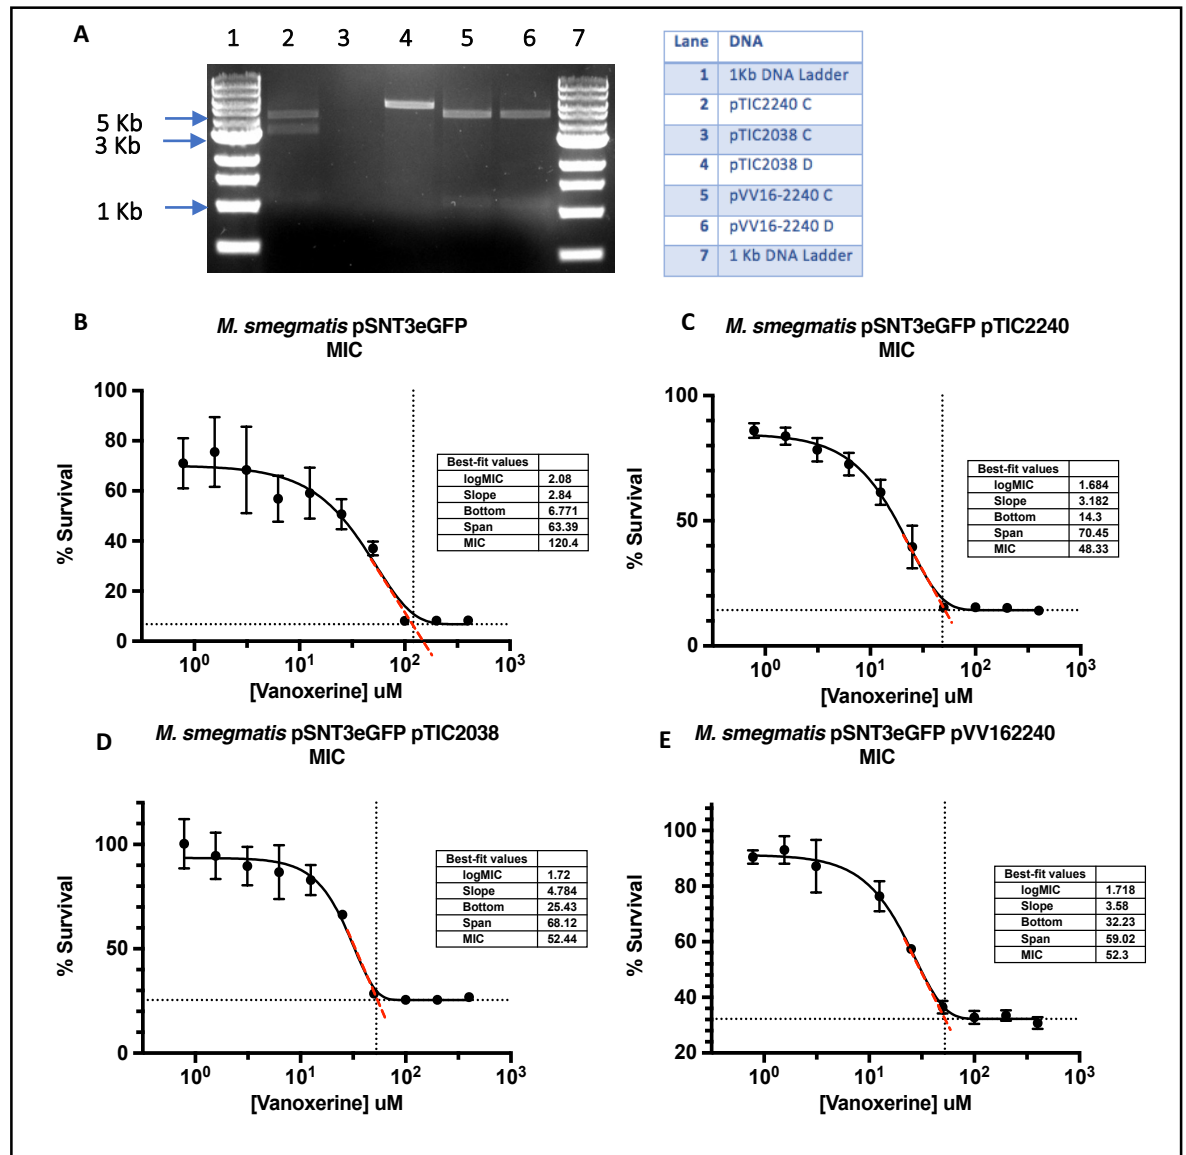 A
1 2 3 4 5 6 7
5 Kb
3 Kb
1 Kb
Lane DNA
1 1Kb DNA Ladder
2 pTIC2240 C
3 pTIC2038 C
4 pTIC2038 D
5 pVV16-2240 C
6 pVV16-2240 D
7 1 Kb DNA Ladder
B
M. smegmatis pSNT3eGFP
MIC
100
80
60
40
20
0
% Survival
10⁰ 10¹ 10² 10³
[Vanoxerine] uM
Best-fit values
logMIC 2.08
Slope 2.84
Bottom 6.771
Span 63.39
MIC 120.4
C
M. smegmatis pSNT3eGFP pTIC2240
MIC
100
50
0
% Survival
10⁰ 10¹ 10² 10³
[Vanoxerine] uM
Best-fit values
logMIC 1.684
Slope 3.182
Bottom 14.3
Span 70.45
MIC 48.33
D
M. smegmatis pSNT3eGFP pTIC2038
MIC
100
50
0
% Survival
10⁰ 10¹ 10² 10³
[Vanoxerine] uM
Best-fit values
logMIC 1.72
Slope 4.784
Bottom 25.43
Span 68.12
MIC 52.44
E
M. smegmatis pSNT3eGFP pVV162240
MIC
100
80
60
40
20
% Survival
10⁰ 10¹ 10² 10³
[Vanoxerine] uM
Best-fit values
logMIC 1.718
Slope 3.58
Bottom 32.23
Span 59.02
MIC 52.3